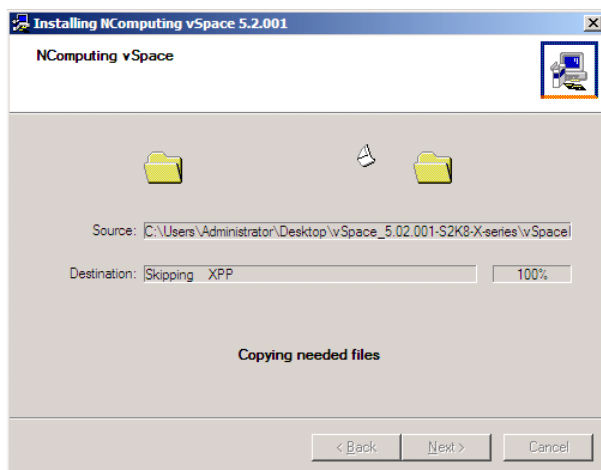 Installing NComputing vSpace 5.2.001
NComputing vSpace
Source: C:\Users\Administrator\Desktop\vSpace_5.02.001-S2K8-X-series\vSpace
Destination: Skipping XPP 100%
Copying needed files
< Back Next > Cancel